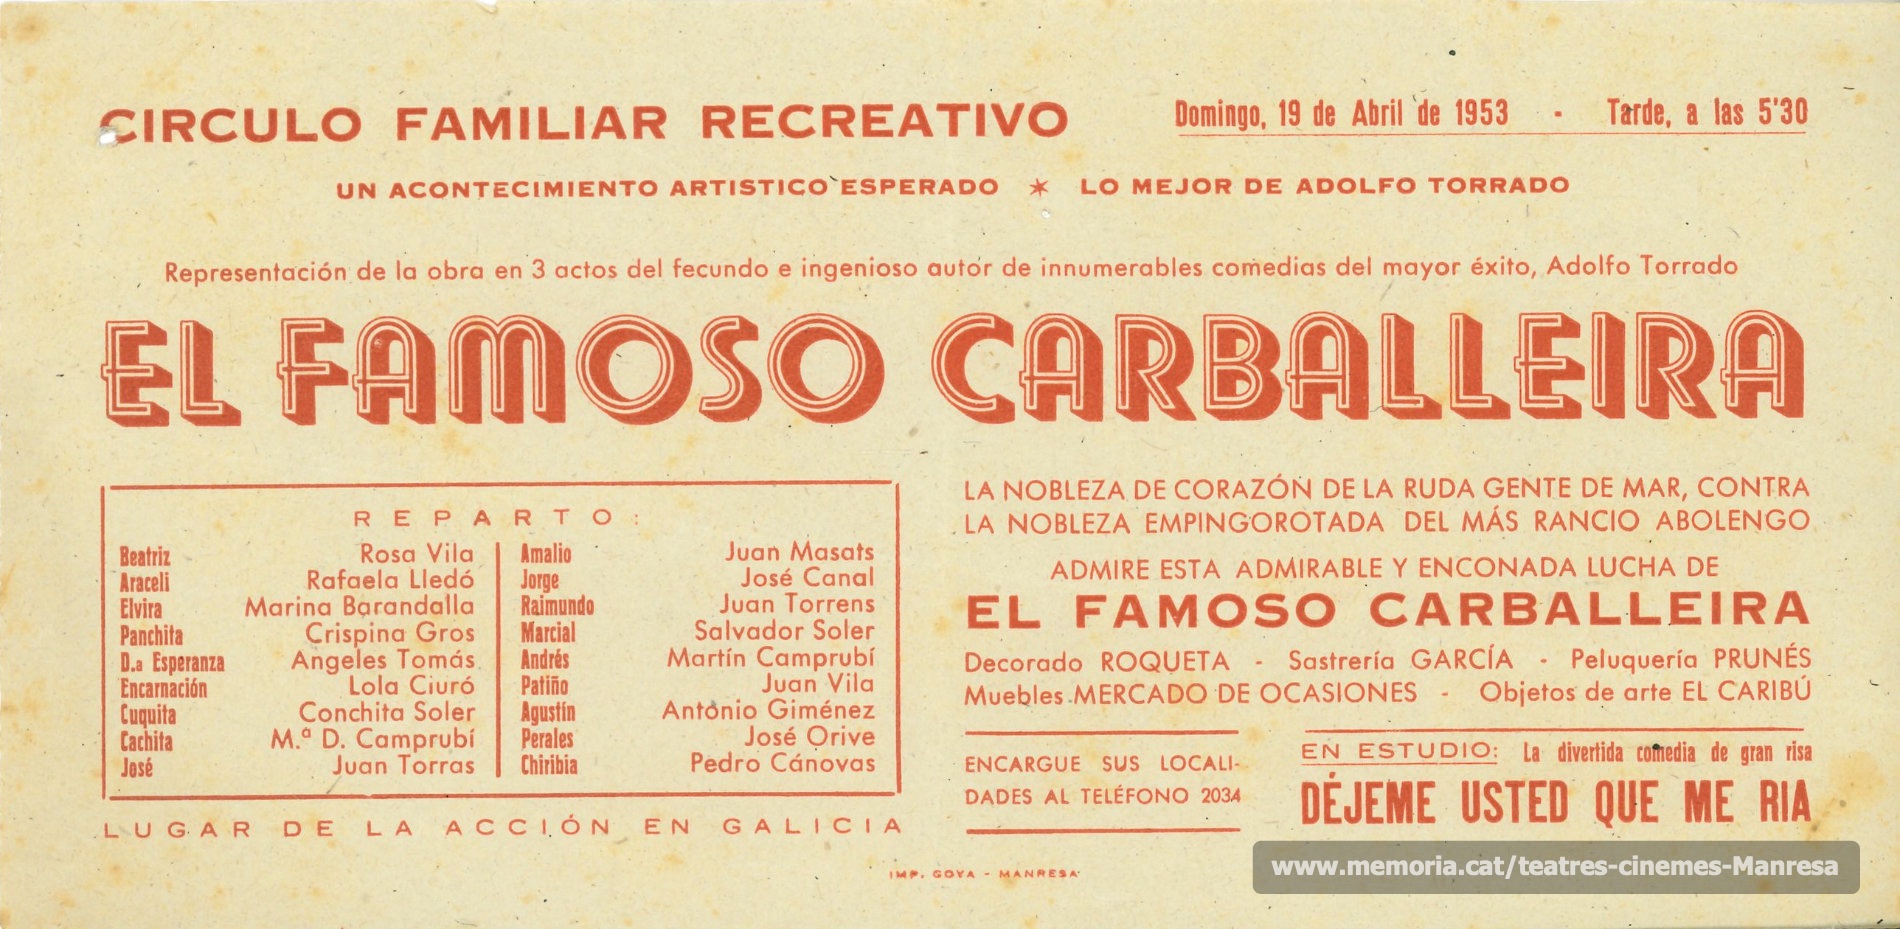 CIRCULO FAMILIAR RECREATIVO
Domingo, 19 de Abril de 1953 - Tarde, a las 5'30
UN ACONTECIMIENTO ARTISTICO ESPERADO ✶ LO MEJOR DE ADOLFO TORRADO
Representación de la obra en 3 actos del fecundo e ingenioso autor de innumerables comedias del mayor éxito, Adolfo Torrado
EL FAMOSO CARBALLEIRA
REPARTO:
Beatriz Rosa Vila
Araceli Rafaela Lledó
Elvira Marina Barandalla
Panchita Crispina Gros
D.a Esperanza Angeles Tomás
Encarnación Lola Ciuró
Cuquita Conchita Soler
Cachita M.ª D. Camprubí
José Juan Torras
Amalio Juan Masats
Jorge José Canal
Raimundo Juan Torrens
Marcial Salvador Soler
Andrés Martín Camprubí
Patiño Juan Vila
Agustín Antonio Giménez
Perales José Orive
Chiribia Pedro Cánovas
LUGAR DE LA ACCIÓN EN GALICIA
LA NOBLEZA DE CORAZÓN DE LA RUDA GENTE DE MAR, CONTRA
LA NOBLEZA EMPINGOROTADA DEL MÁS RANCIO ABOLENGO
ADMIRE ESTA ADMIRABLE Y ENCONADA LUCHA DE
EL FAMOSO CARBALLEIRA
Decorado ROQUETA - Sastrería GARCÍA - Peluquería PRUNÉS
Muebles MERCADO DE OCASIONES - Objetos de arte EL CARIBÚ
ENCARGUE SUS LOCALI-
DADES AL TELÉFONO 2034
EN ESTUDIO: La divertida comedia de gran risa
DÉJEME USTED QUE ME RIA
IMP. GOYA - MANRESA
www.memoria.cat/teatres-cinemes-Manresa